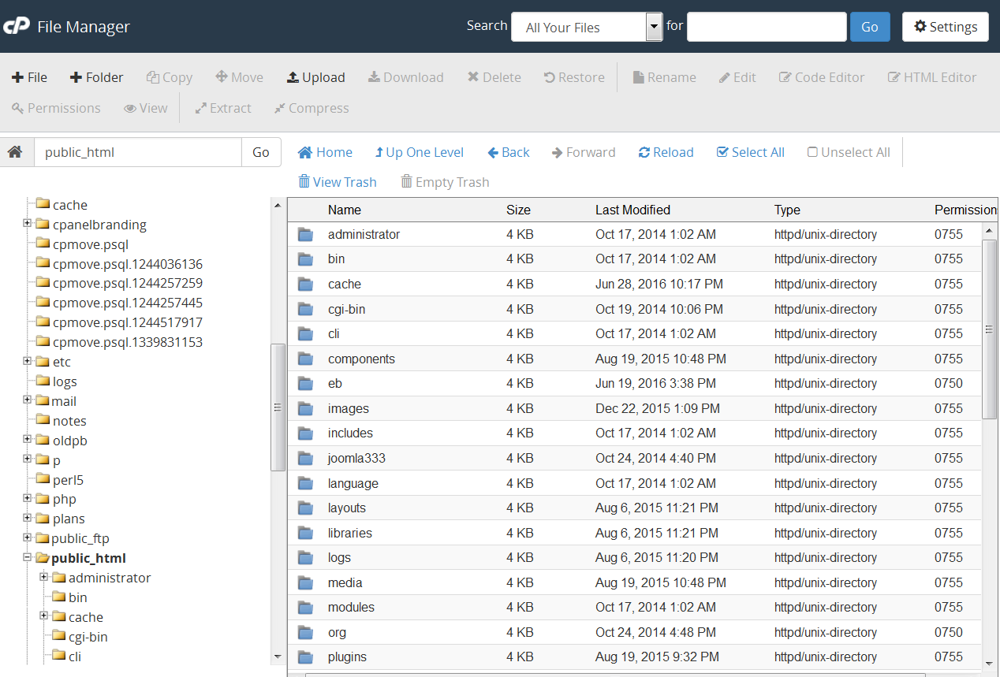 cP File Manager Search All Your Files for Go Settings
File Folder Copy Move Upload Download Delete Restore Rename Edit Code Editor HTML Editor
Permissions View Extract Compress
public_html Go Home Up One Level Back Forward Reload Select All Unselect All
View Trash Empty Trash
cache
cpanelbranding
cpmove.psql
cpmove.psql.1244036136
cpmove.psql.1244257259
cpmove.psql.1244257445
cpmove.psql.1244517917
cpmove.psql.1339831153
etc
logs
mail
notes
oldpb
p
perl5
php
plans
public_ftp
public_html
administrator
bin
cache
cgi-bin
cli
Name Size Last Modified Type Permission
administrator 4 KB Oct 17, 2014 1:02 AM httpd/unix-directory 0755
bin 4 KB Oct 17, 2014 1:02 AM httpd/unix-directory 0755
cache 4 KB Jun 28, 2016 10:17 PM httpd/unix-directory 0755
cgi-bin 4 KB Oct 19, 2014 10:06 PM httpd/unix-directory 0755
cli 4 KB Oct 17, 2014 1:02 AM httpd/unix-directory 0755
components 4 KB Aug 19, 2015 10:48 PM httpd/unix-directory 0755
eb 4 KB Jun 19, 2016 3:38 PM httpd/unix-directory 0750
images 4 KB Dec 22, 2015 1:09 PM httpd/unix-directory 0755
includes 4 KB Oct 17, 2014 1:02 AM httpd/unix-directory 0755
joomla333 4 KB Oct 24, 2014 4:40 PM httpd/unix-directory 0755
language 4 KB Oct 17, 2014 1:02 AM httpd/unix-directory 0755
layouts 4 KB Aug 6, 2015 11:21 PM httpd/unix-directory 0755
libraries 4 KB Aug 6, 2015 11:21 PM httpd/unix-directory 0755
logs 4 KB Aug 6, 2015 11:20 PM httpd/unix-directory 0755
media 4 KB Aug 19, 2015 10:48 PM httpd/unix-directory 0755
modules 4 KB Oct 17, 2014 1:02 AM httpd/unix-directory 0755
org 4 KB Oct 24, 2014 4:48 PM httpd/unix-directory 0750
plugins 4 KB Aug 19, 2015 9:32 PM httpd/unix-directory 0755